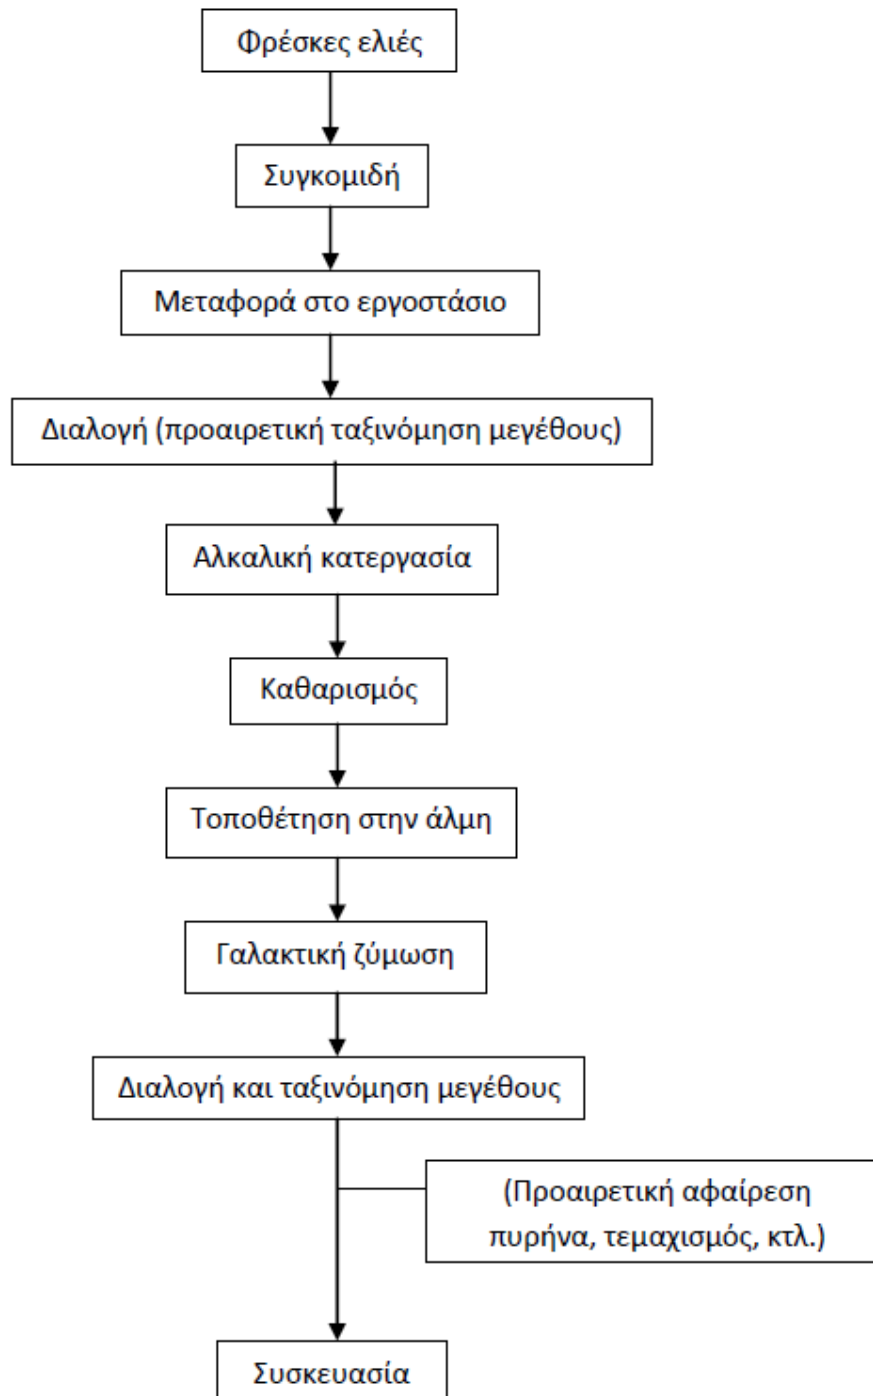 Φρέσκες ελιές
Συγκομιδή
Μεταφορά στο εργοστάσιο
Διαλογή (προαιρετική ταξινόμηση μεγέθους)
Αλκαλική κατεργασία
Καθαρισμός
Τοποθέτηση στην άλμη
Γαλακτική ζύμωση
Διαλογή και ταξινόμηση μεγέθους
(Προαιρετική αφαίρεση
πυρήνα, τεμαχισμός, κτλ.)
Συσκευασία